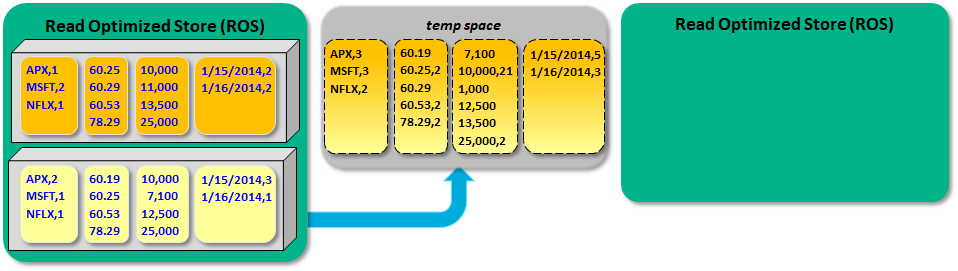 Read Optimized Store (ROS)
APX,1
MSFT,2
NFLX,1
60.25
60.29
60.53
78.29
10,000
11,000
13,500
25,000
1/15/2014,2
1/16/2014,2
APX,2
MSFT,1
NFLX,1
60.19
60.25
60.53
78.29
10,000
7,100
12,500
25,000
1/15/2014,3
1/16/2014,1
temp space
APX,3
MSFT,3
NFLX,2
60.19
60.25,2
60.29
60.53,2
78.29,2
7,100
10,000,21
1,000
12,500
13,500
25,000,2
1/15/2014,5
1/16/2014,3
Read Optimized Store (ROS)